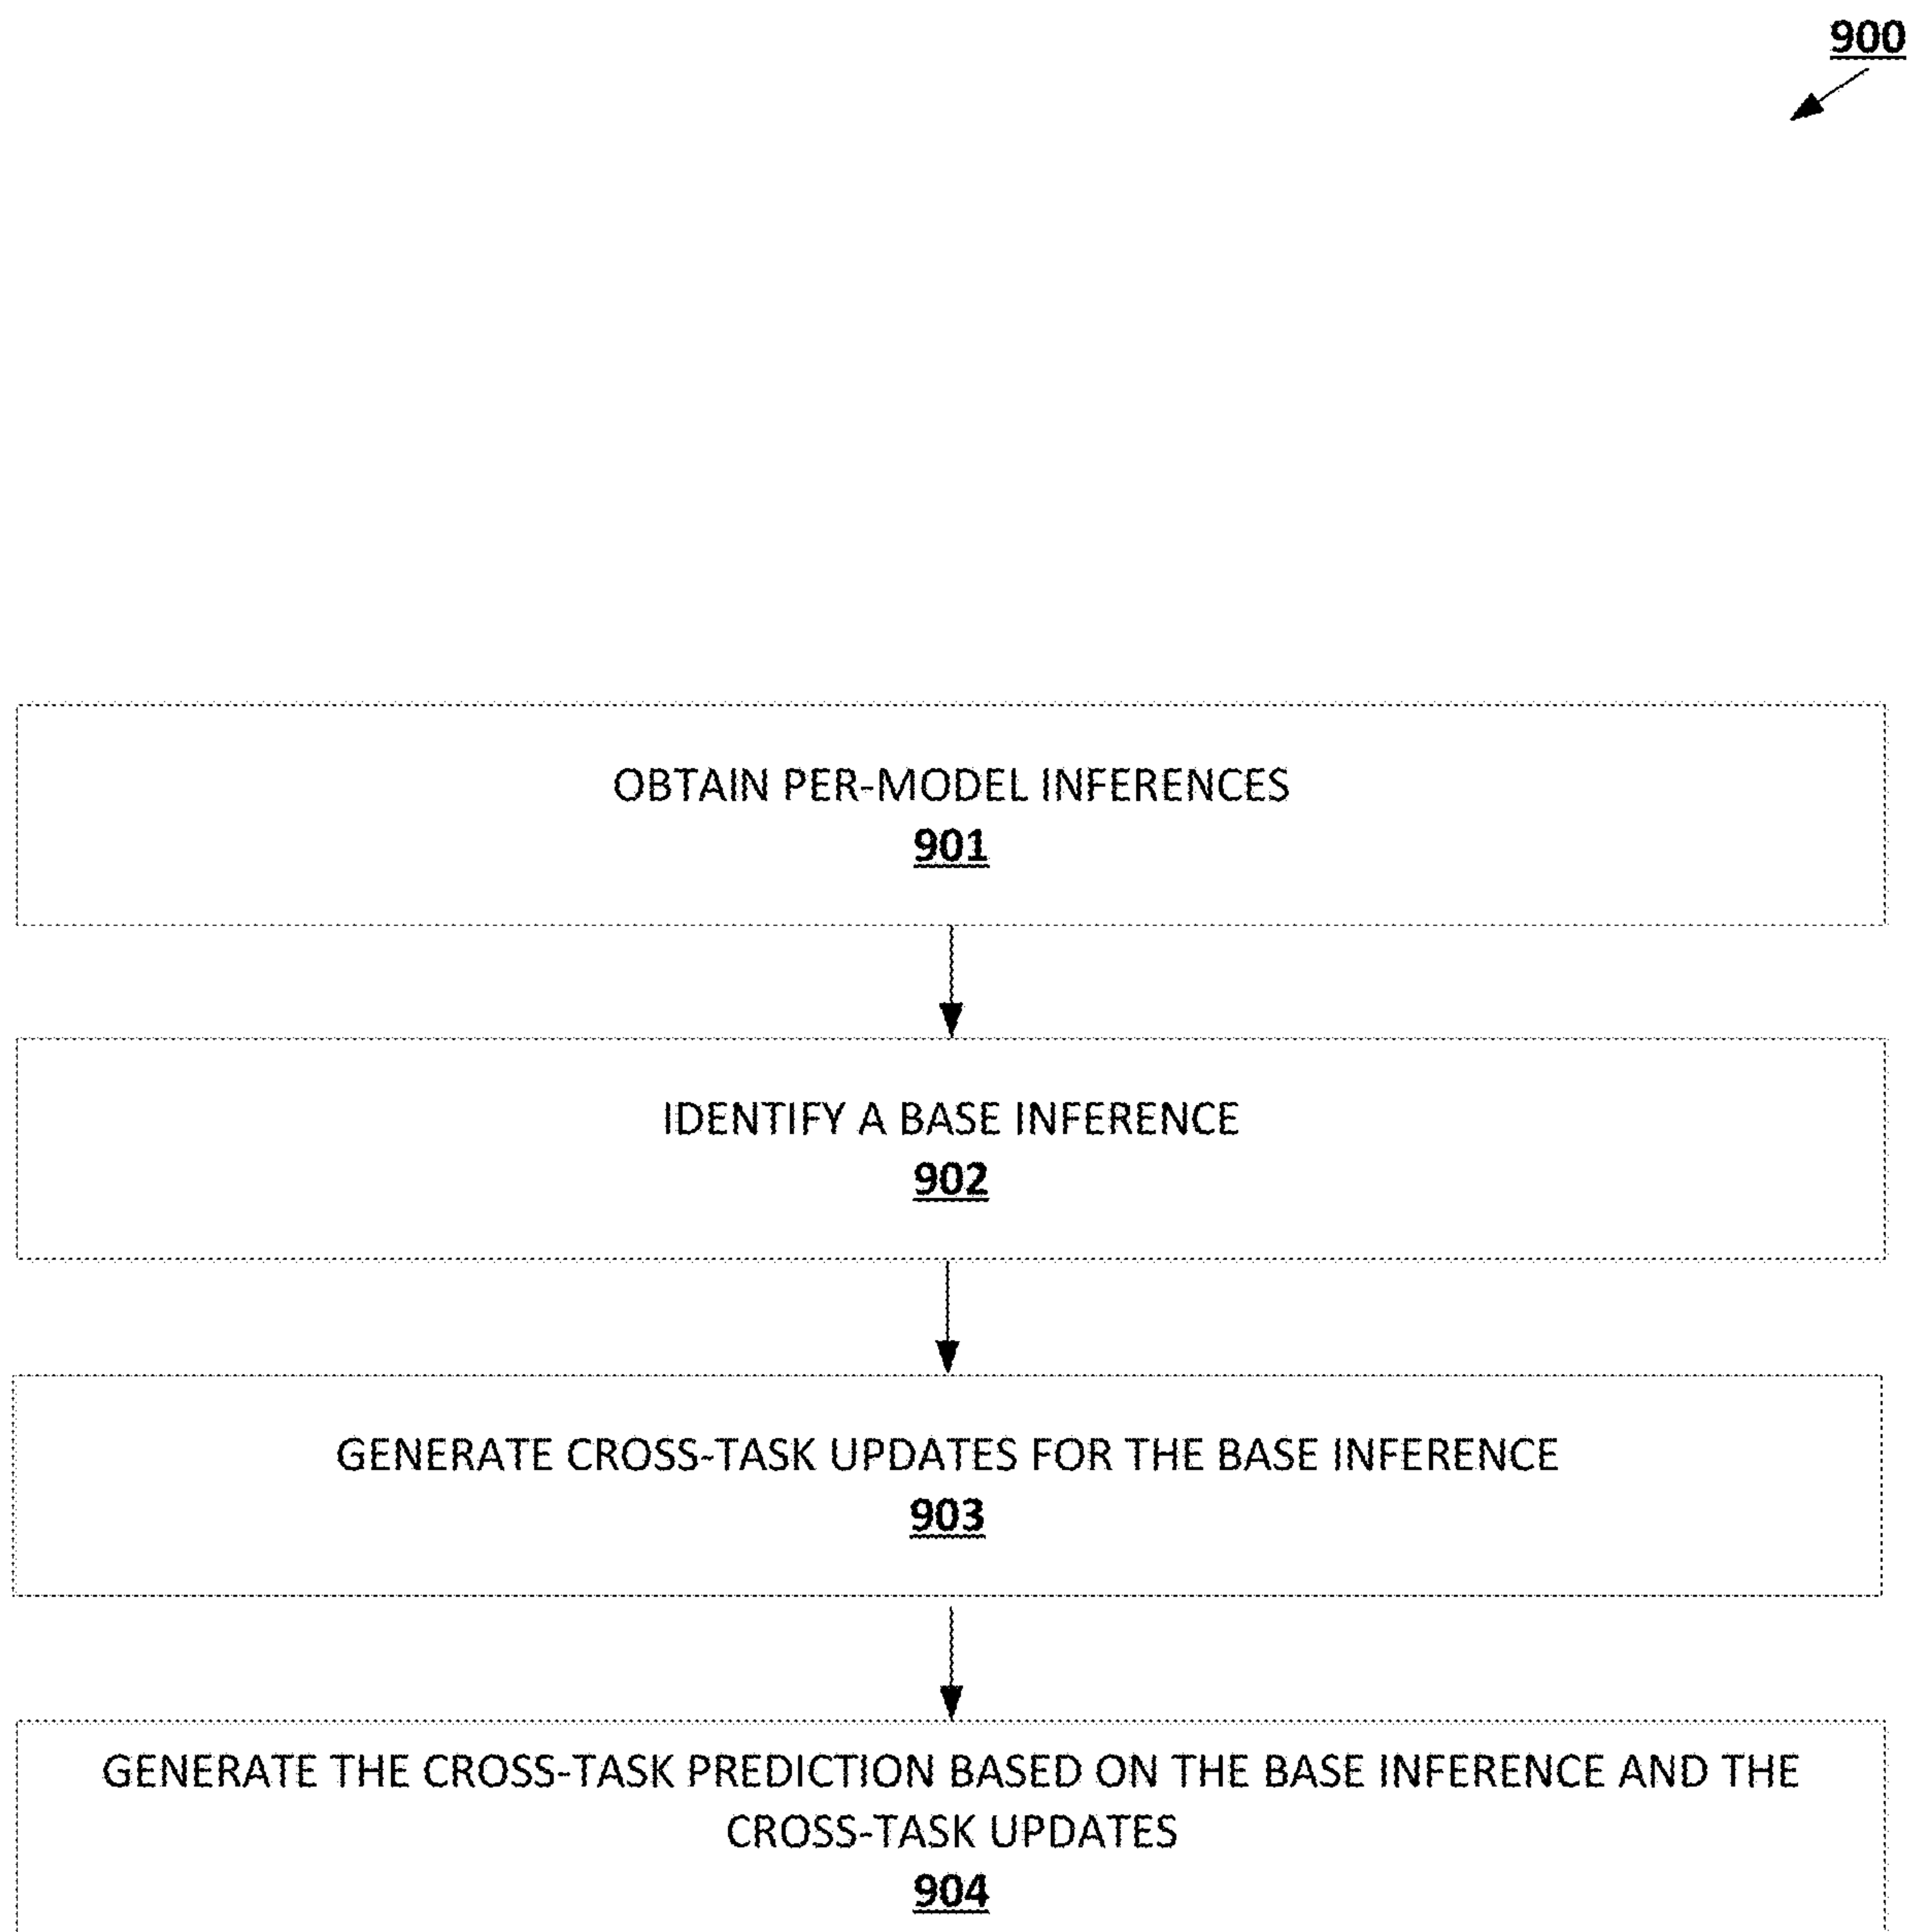 900
OBTAIN PER-MODEL INFERENCES
901
IDENTIFY A BASE INFERENCE
902
GENERATE CROSS-TASK UPDATES FOR THE BASE INFERENCE
903
GENERATE THE CROSS-TASK PREDICTION BASED ON THE BASE INFERENCE AND THE
CROSS-TASK UPDATES
904